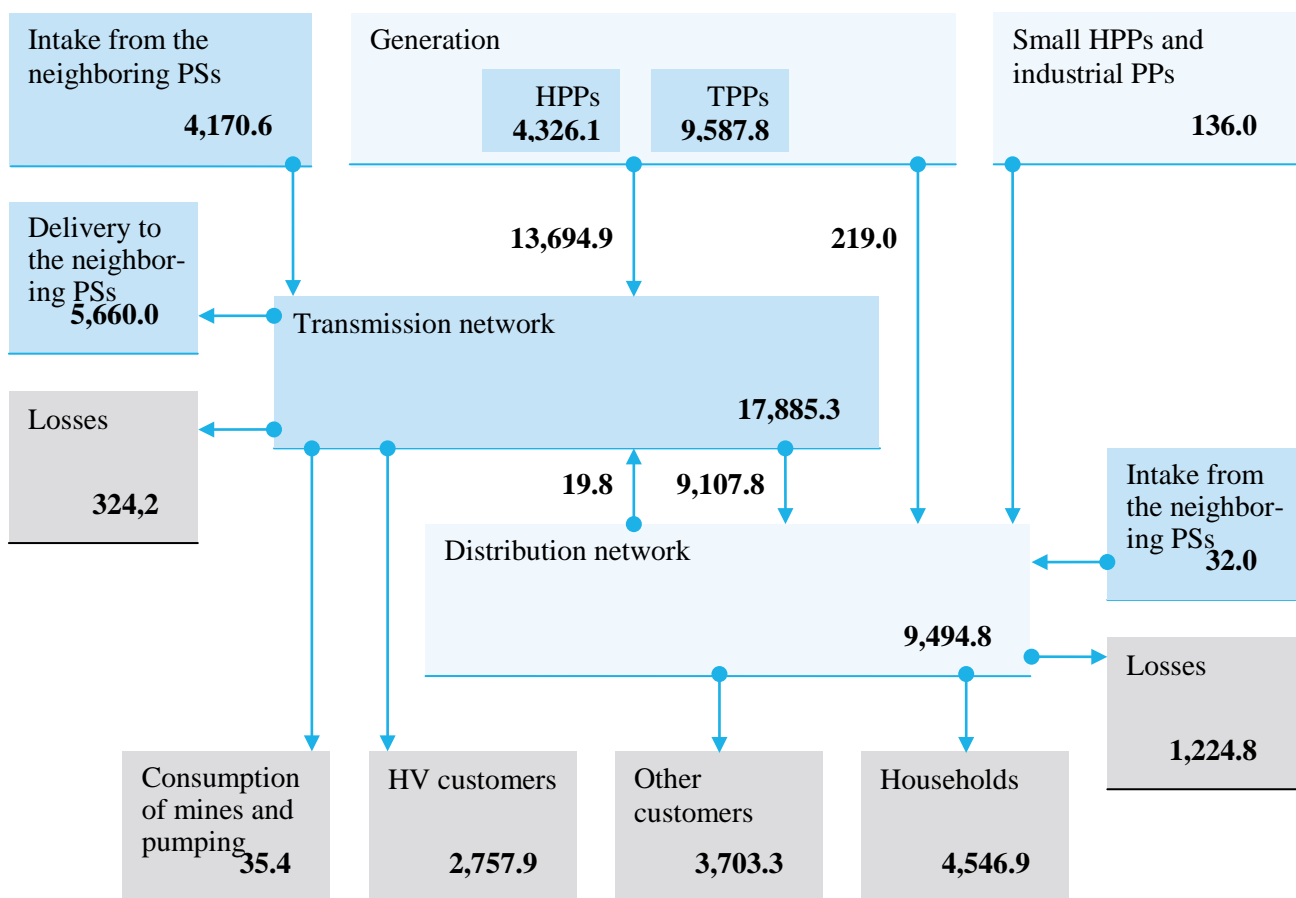 Intake from the
neighboring PSs
4,170.6
Generation
HPPs
4,326.1
TPPs
9,587.8
Small HPPs and
industrial PPs
136.0
Delivery to
the neighbor-
ing PSs
5,660.0
13,694.9
219.0
Transmission network
17,885.3
Losses
324,2
19.8
9,107.8
Intake from
the neighbor-
ing PSs
32.0
Distribution network
9,494.8
Losses
1,224.8
Consumption
of mines and
pumping
35.4
HV customers
2,757.9
Other
customers
3,703.3
Households
4,546.9